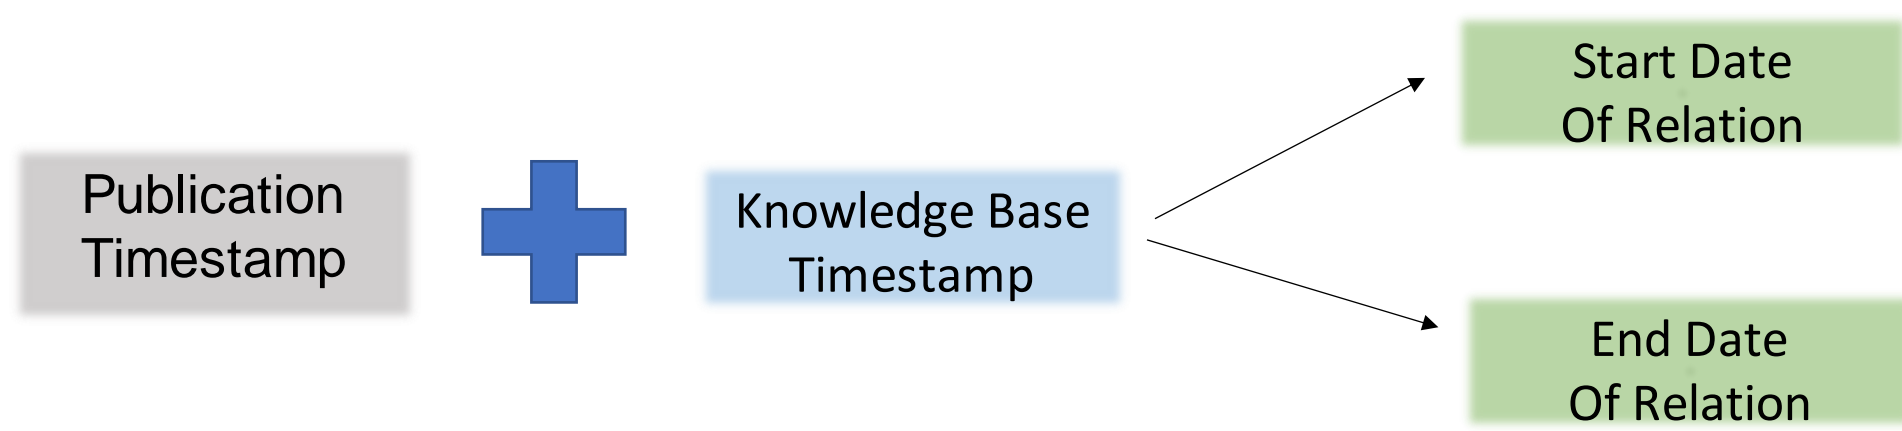 Publication
Timestamp
Knowledge Base
Timestamp
Start Date
Of Relation
End Date
Of Relation